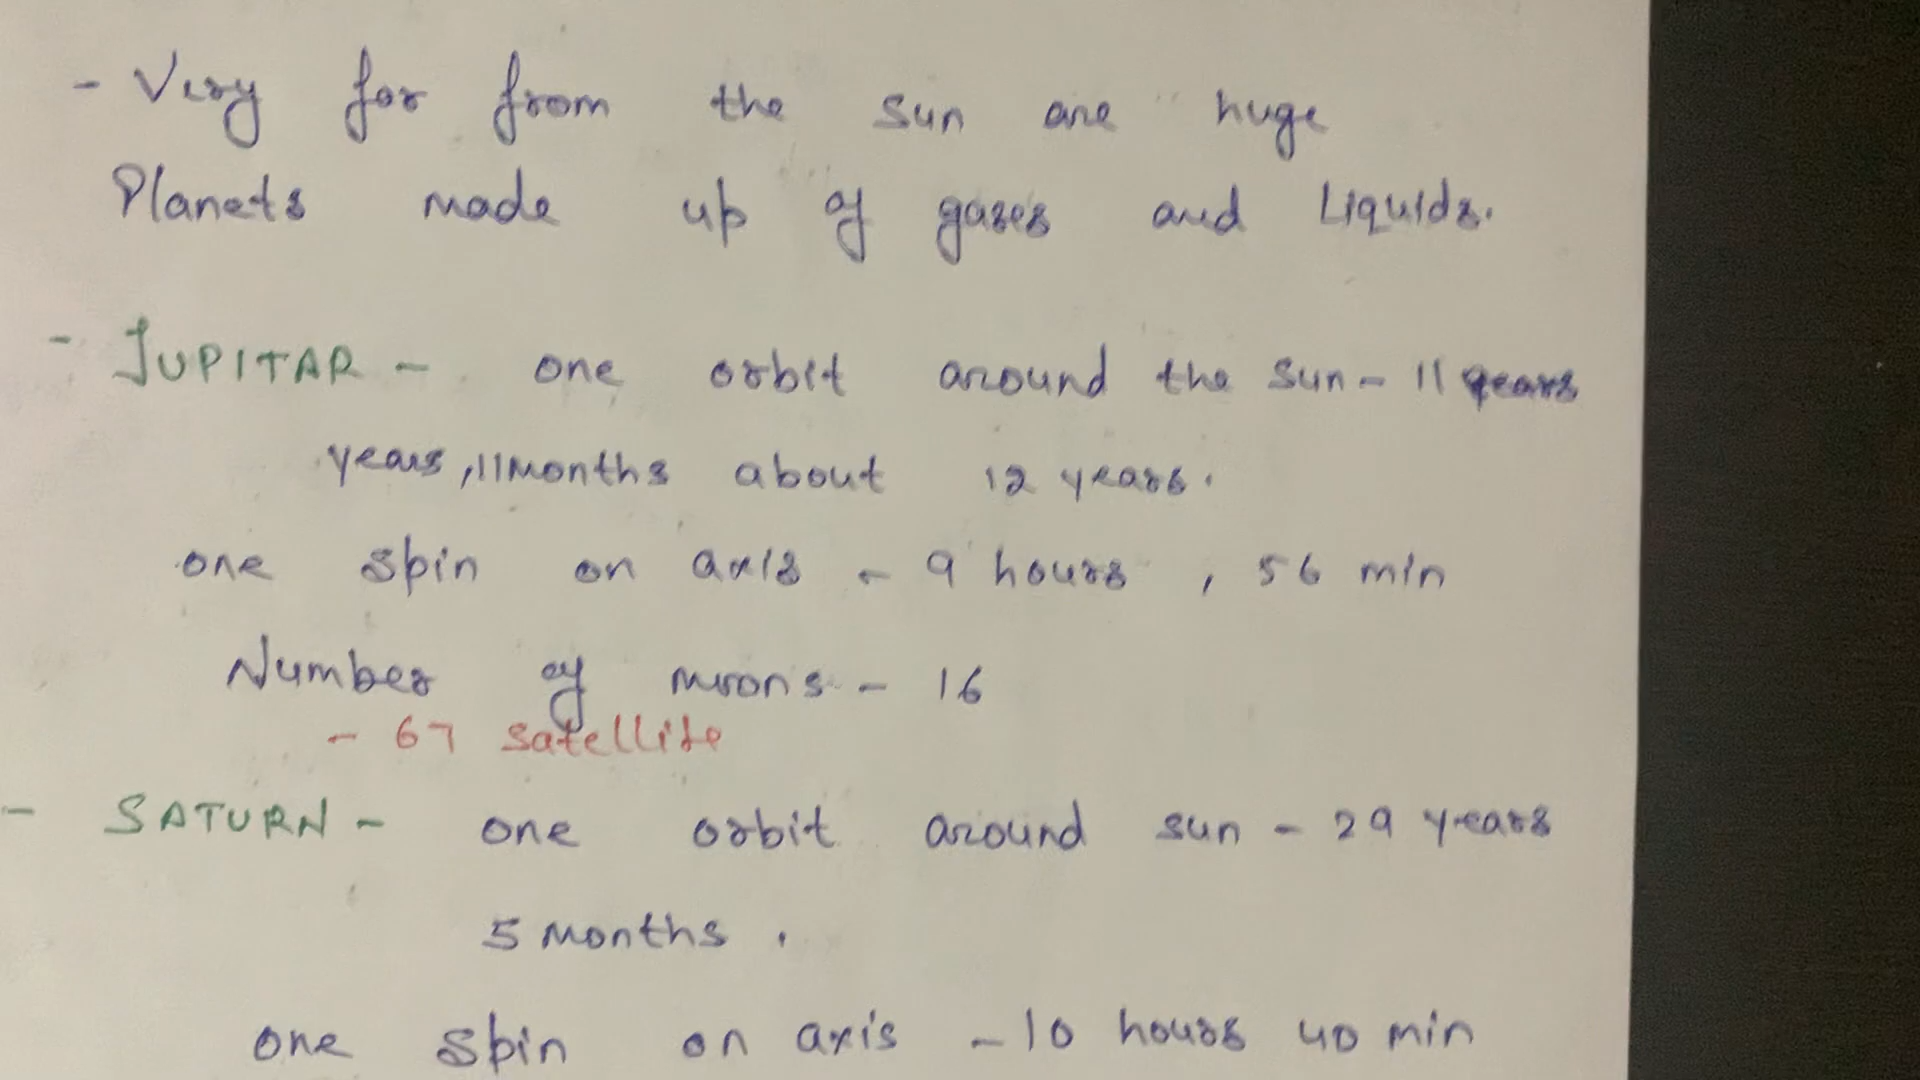 - Very far from the sun are huge
Planets made up of gases and Liquids.
- JUPITAR - one orbit around the sun - 11 years
years, 11 Months about 12 years.
one spin on axis - 9 hours, 56 min
Number of moons - 16
- 67 satellite
- SATURN - one orbit around sun - 29 years
5 Months.
one spin on axis - 10 hours 40 min